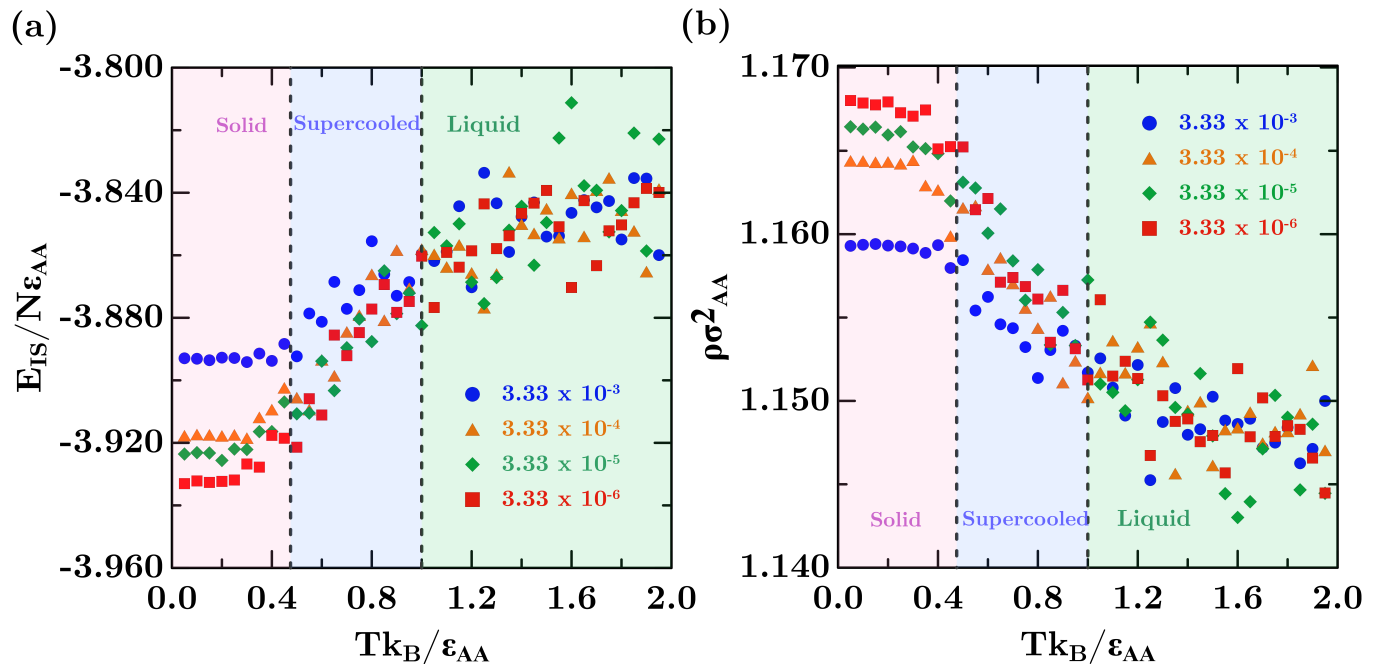 (a)
-3.800
-3.840
-3.880
-3.920
-3.960
E_IS/Nε_AA
Solid
Supercooled
Liquid
3.33 x 10⁻³
3.33 x 10⁻⁴
3.33 x 10⁻⁵
3.33 x 10⁻⁶
0.0 0.4 0.8 1.2 1.6 2.0
Tk_B/ε_AA
(b)
1.170
1.160
1.150
1.140
ρσ²_AA
3.33 x 10⁻³
3.33 x 10⁻⁴
3.33 x 10⁻⁵
3.33 x 10⁻⁶
Solid
Supercooled
Liquid
0.0 0.4 0.8 1.2 1.6 2.0
Tk_B/ε_AA